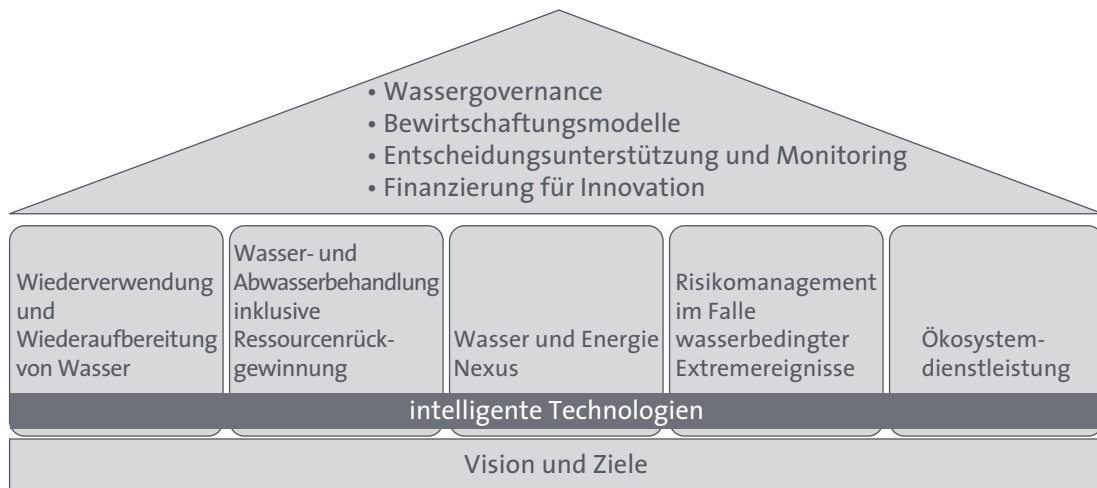 • Wassergovernance
• Bewirtschaftungsmodelle
• Entscheidungsunterstützung und Monitoring
• Finanzierung für Innovation
Wiederverwendung
und
Wiederaufbereitung
von Wasser
Wasser- und
Abwasserbehandlung
inklusive
Ressourcenrück-
gewinnung
Wasser und Energie
Nexus
Risikomanagement
im Falle
wasserbedingter
Extremereignisse
Ökosystem-
dienstleistung
intelligente Technologien
Vision und Ziele